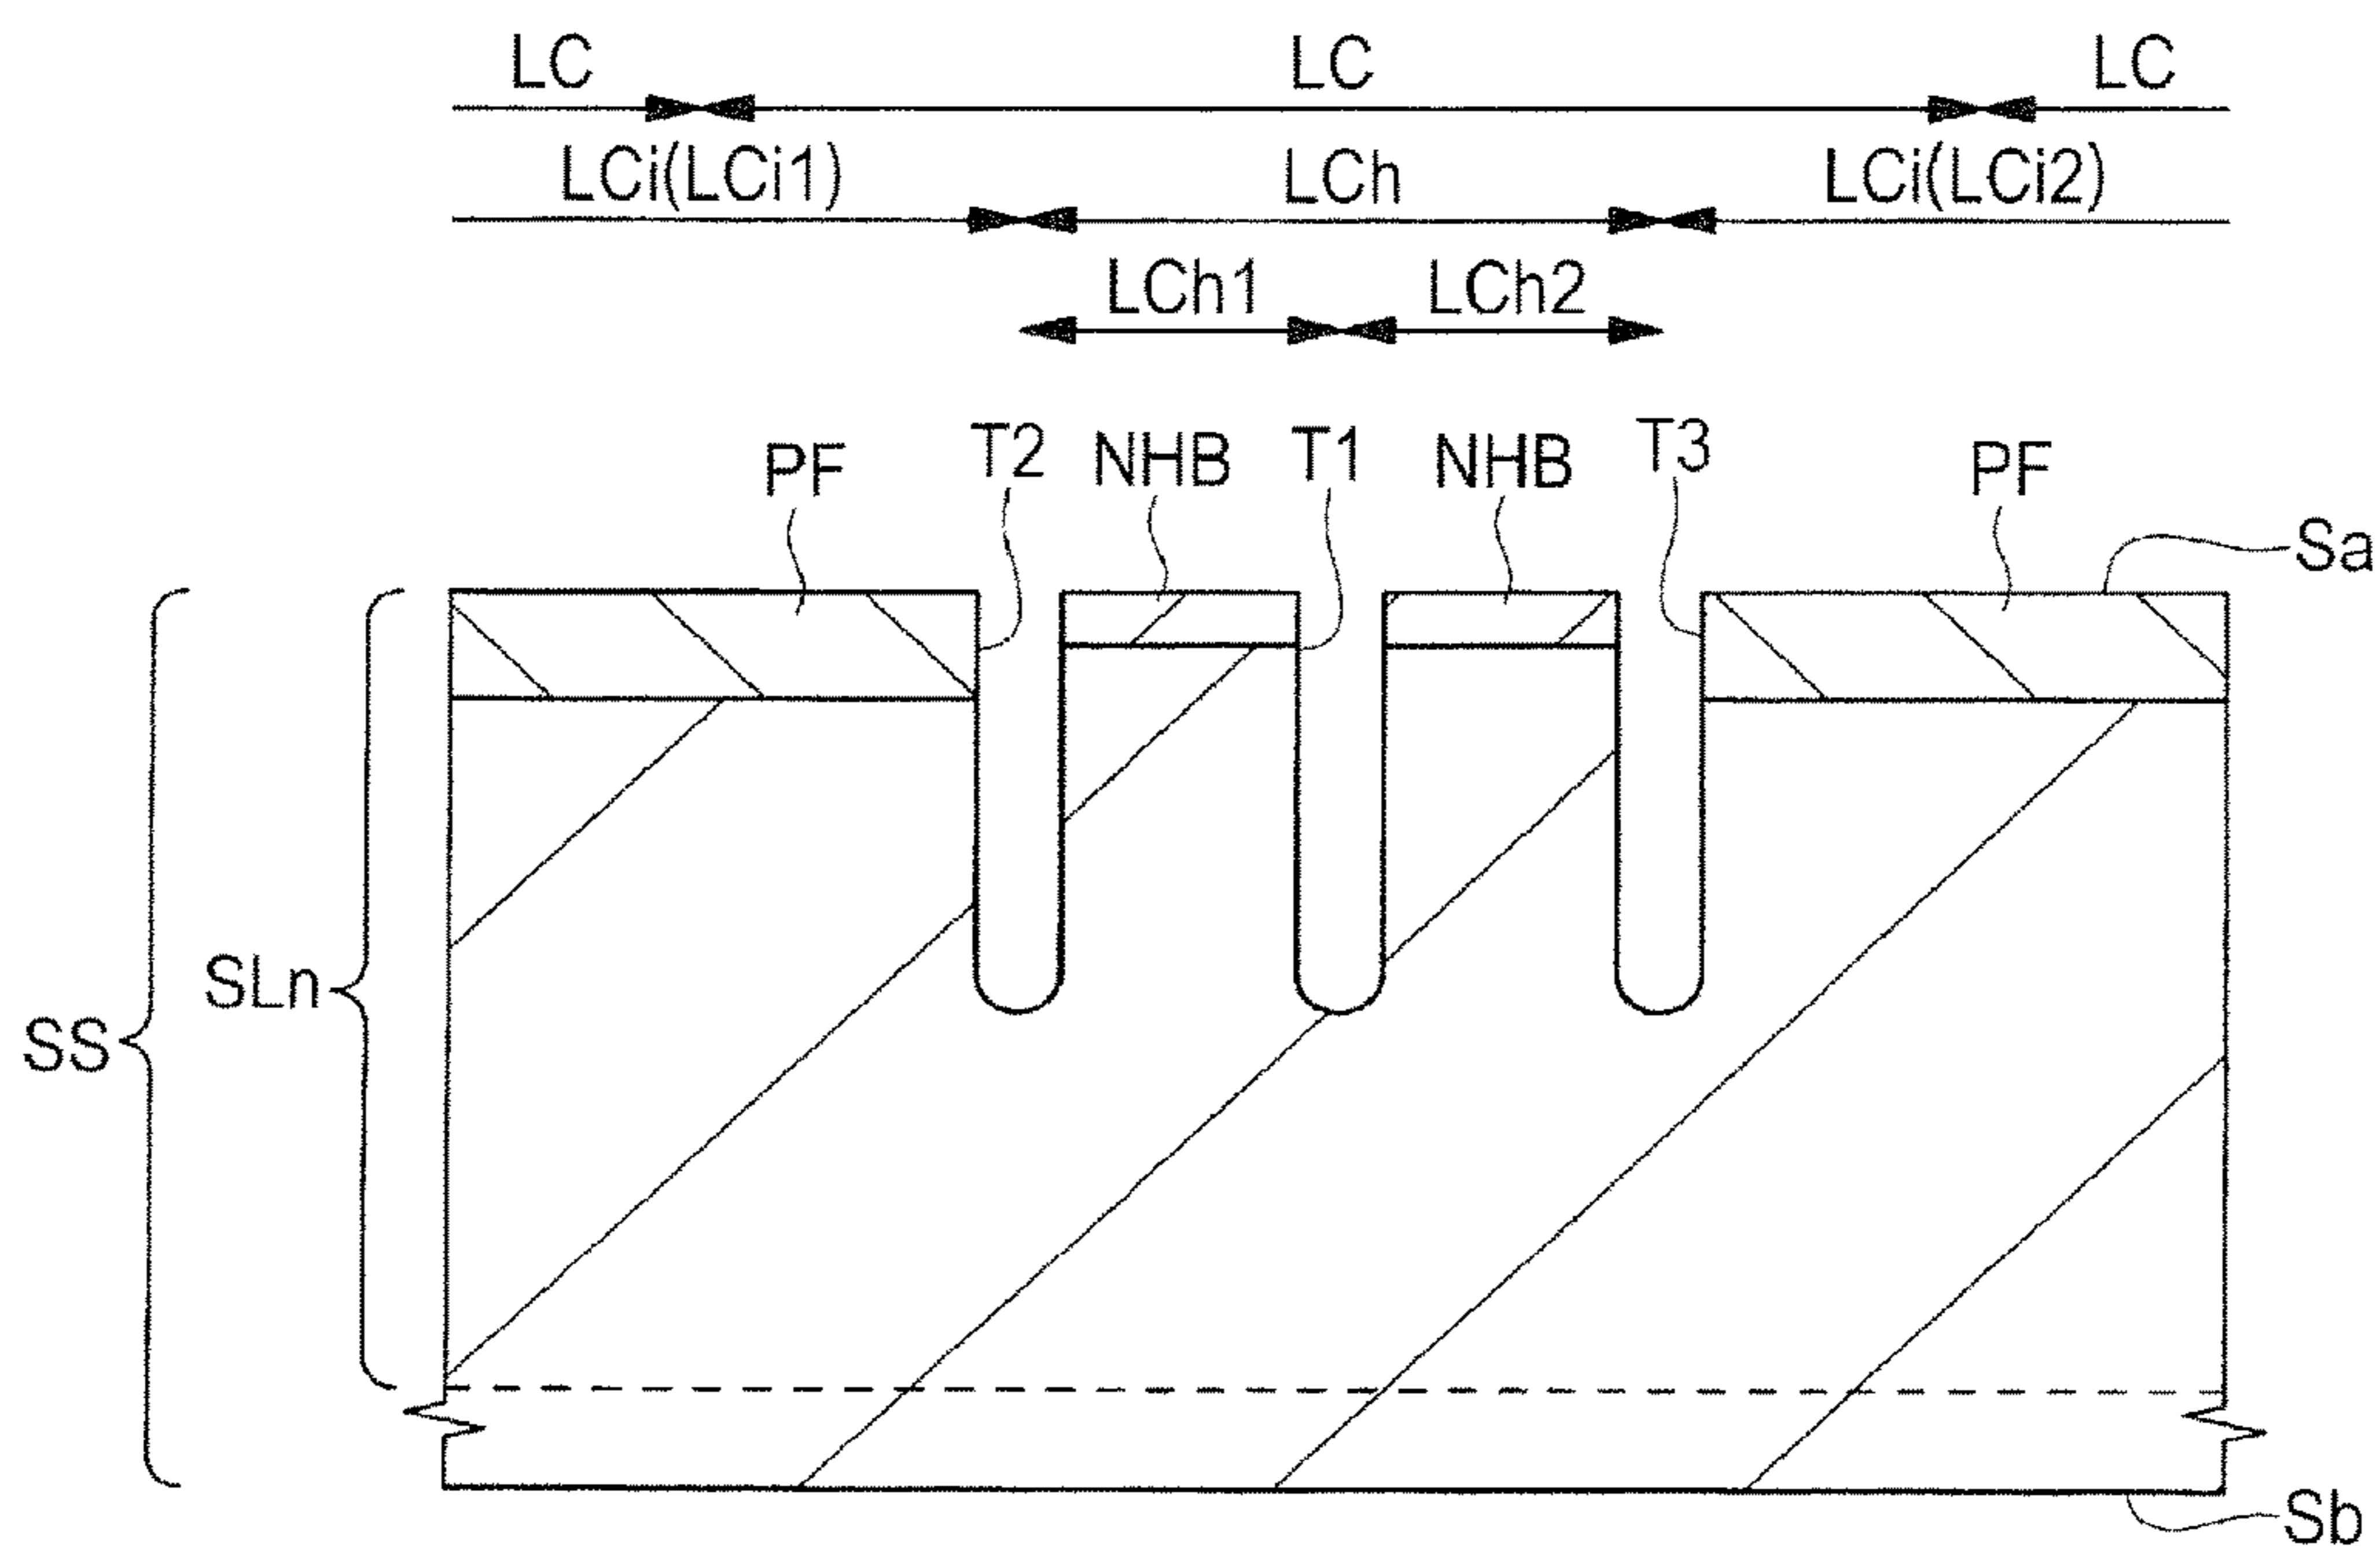 LC LC LC
LCi(LCi1) LCh LCi(LCi2)
LCh1 LCh2
PF T2 NHB T1 NHB T3 PF
Sa
SLn
SS
Sb